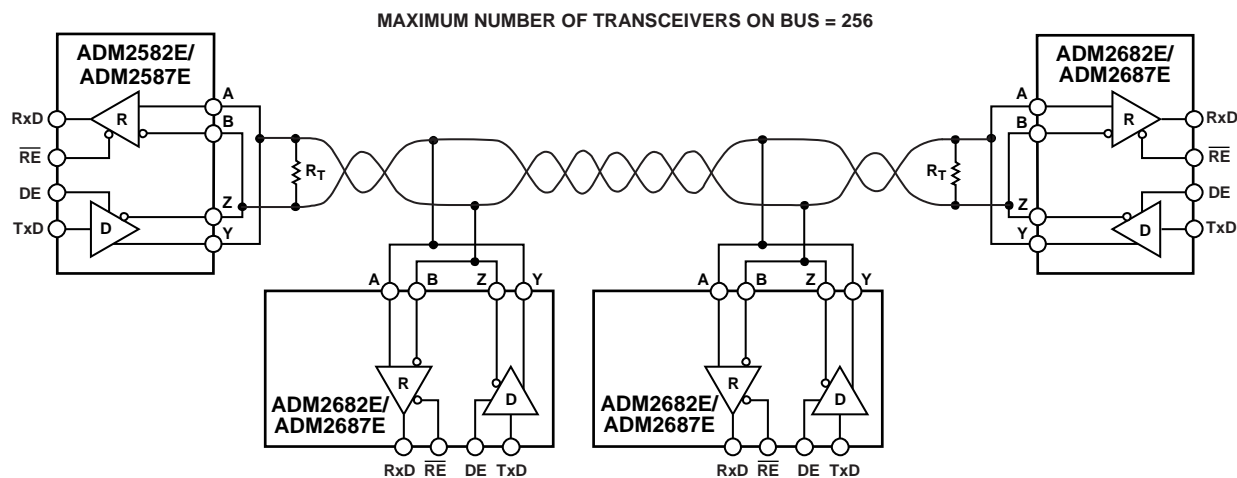 MAXIMUM NUMBER OF TRANSCEIVERS ON BUS = 256
ADM2582E/
ADM2587E
A
B
Z
Y
RxD
RE
DE
TxD
R
D
RT
ADM2682E/
ADM2687E
A
B
Z
Y
R
D
RxD
RE
DE
TxD
RT
A
B
Z
Y
R
D
ADM2682E/
ADM2687E
RxD RE DE TxD
A
B
Z
Y
R
D
ADM2682E/
ADM2687E
RxD RE DE TxD